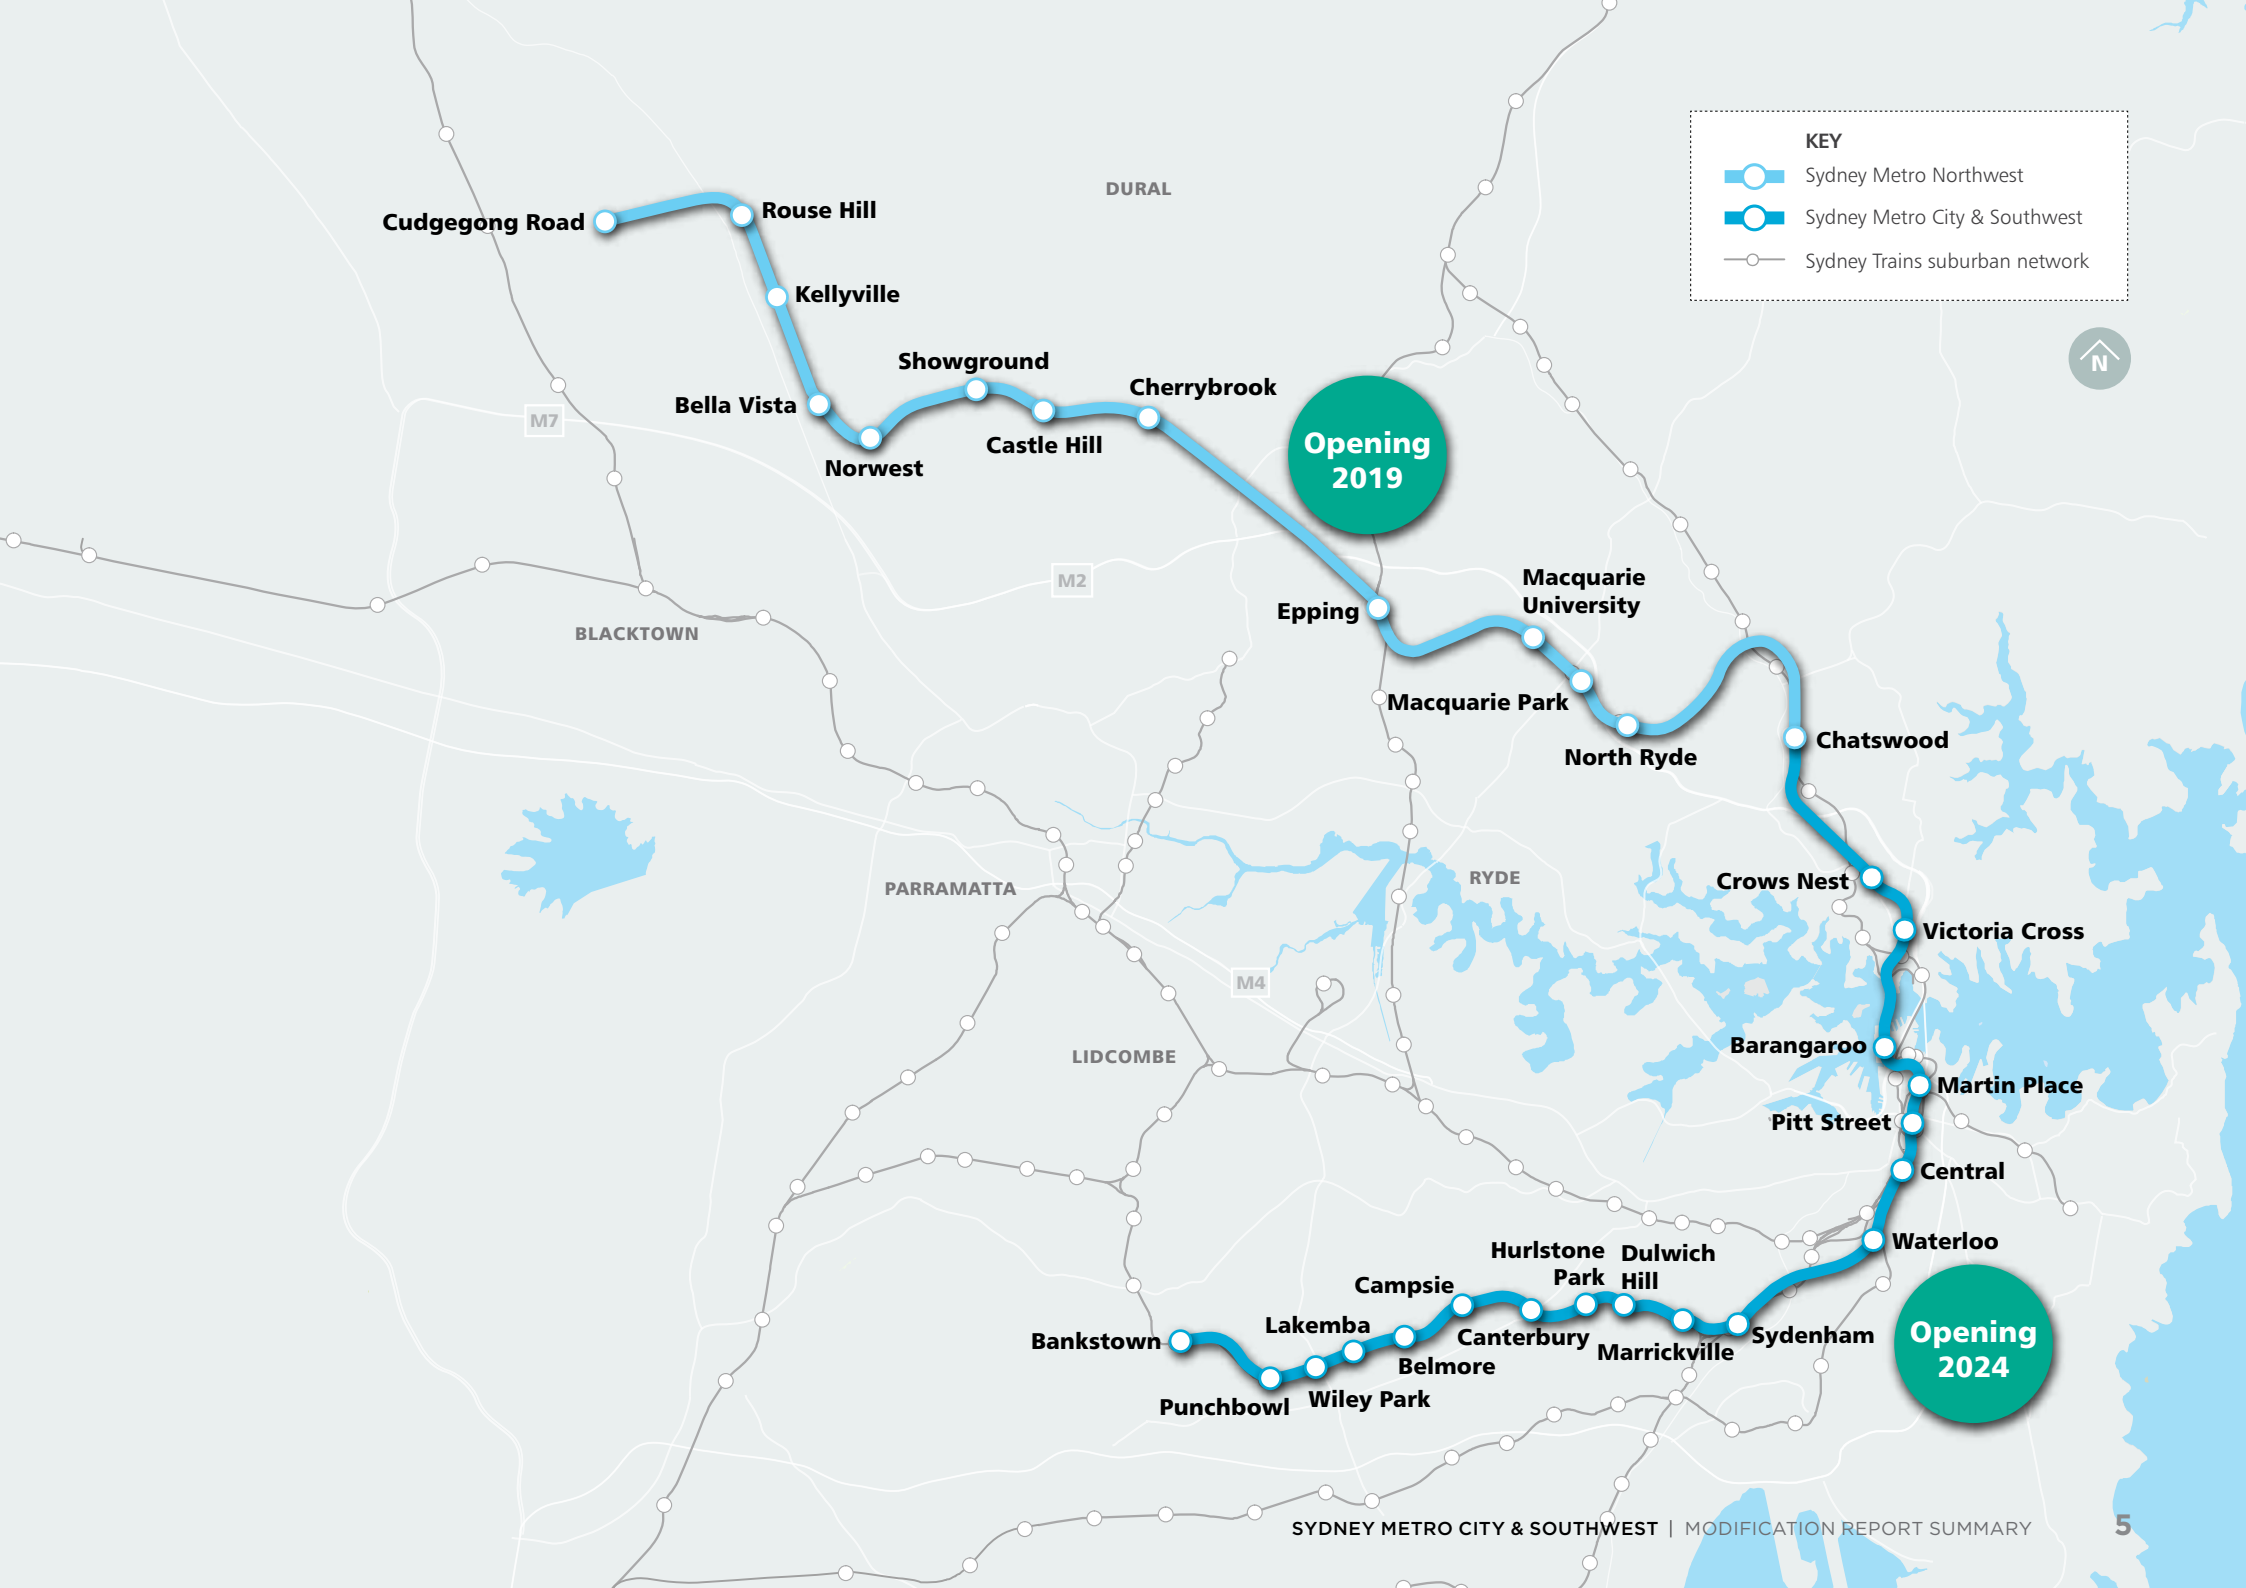 KEY
Sydney Metro Northwest
Sydney Metro City & Southwest
Sydney Trains suburban network
N
DURAL
Cudgegong Road
Rouse Hill
Kellyville
Showground
Cherrybrook
Bella Vista
M7
Castle Hill
Norwest
Opening
2019
M2
Macquarie
University
Epping
BLACKTOWN
Macquarie Park
North Ryde
Chatswood
RYDE
Crows Nest
PARRAMATTA
Victoria Cross
M4
Barangaroo
LIDCOMBE
Martin Place
Pitt Street
Central
Waterloo
Hurlstone
Park
Dulwich
Hill
Campsie
Lakemba
Bankstown
Canterbury
Sydenham
Marrickville
Belmore
Wiley Park
Punchbowl
Opening
2024
SYDNEY METRO CITY & SOUTHWEST | MODIFICATION REPORT SUMMARY 5